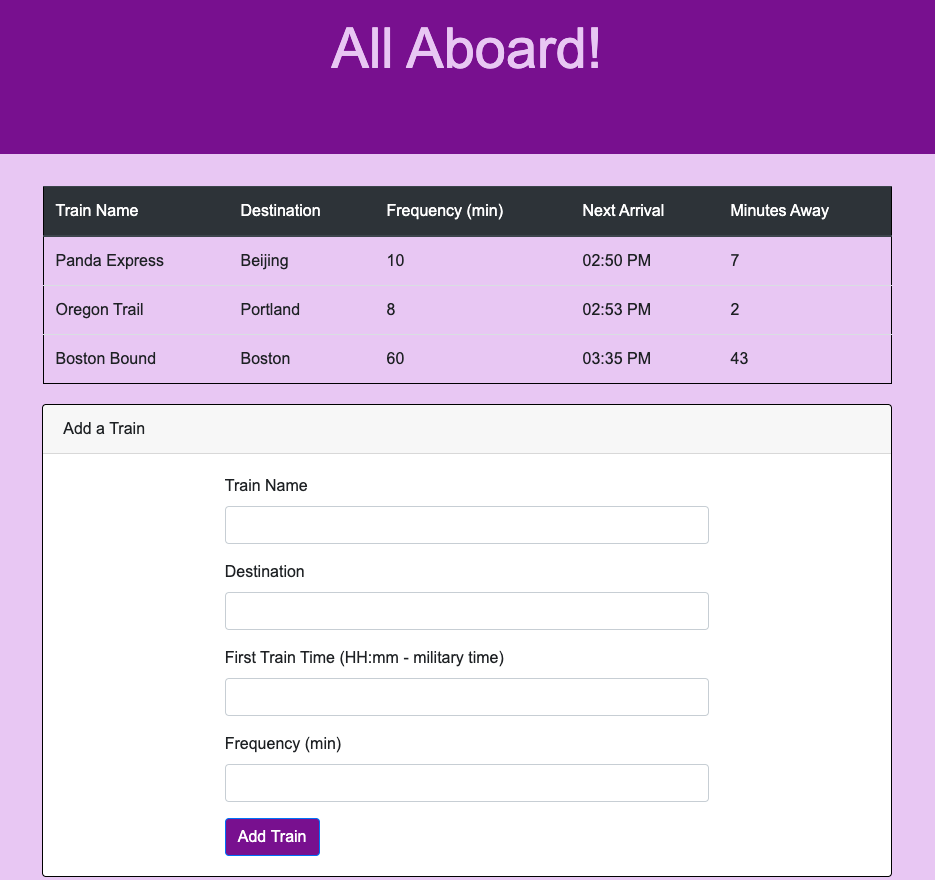 All Aboard!
Train Name Destination Frequency (min) Next Arrival Minutes Away
Panda Express Beijing 10 02:50 PM 7
Oregon Trail Portland 8 02:53 PM 2
Boston Bound Boston 60 03:35 PM 43
Add a Train
Train Name
Destination
First Train Time (HH:mm - military time)
Frequency (min)
Add Train